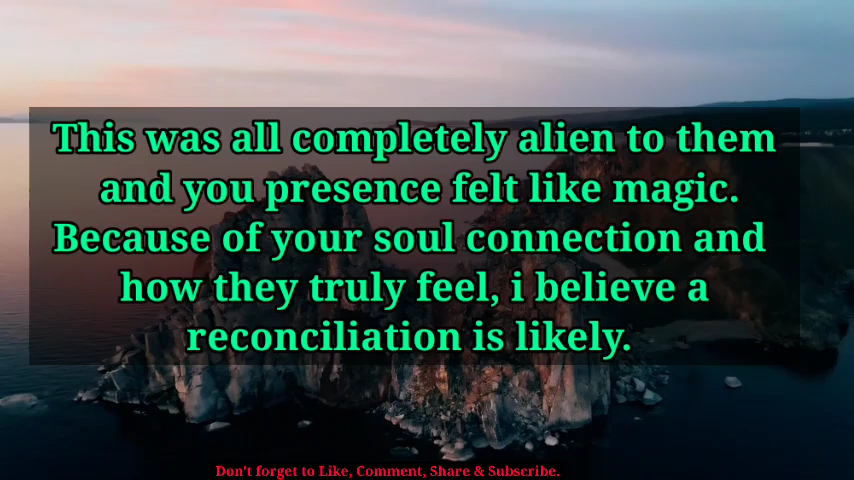 This was all completely alien to them
and you presence felt like magic.
Because of your soul connection and
how they truly feel, i believe a
reconciliation is likely.
Don't forget to Like, Comment, Share & Subscribe.